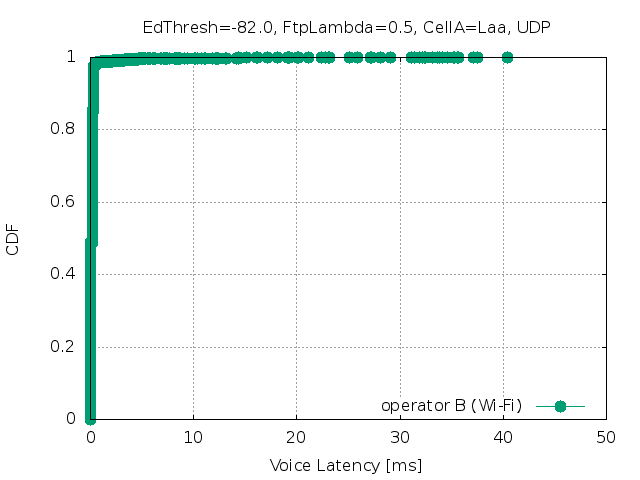 EdThresh=-82.0, FtpLambda=0.5, CellA=Laa, UDP
1
0.8
0.6
0.4
0.2
0
CDF
operator B (Wi-Fi)
0 10 20 30 40 50
Voice Latency [ms]